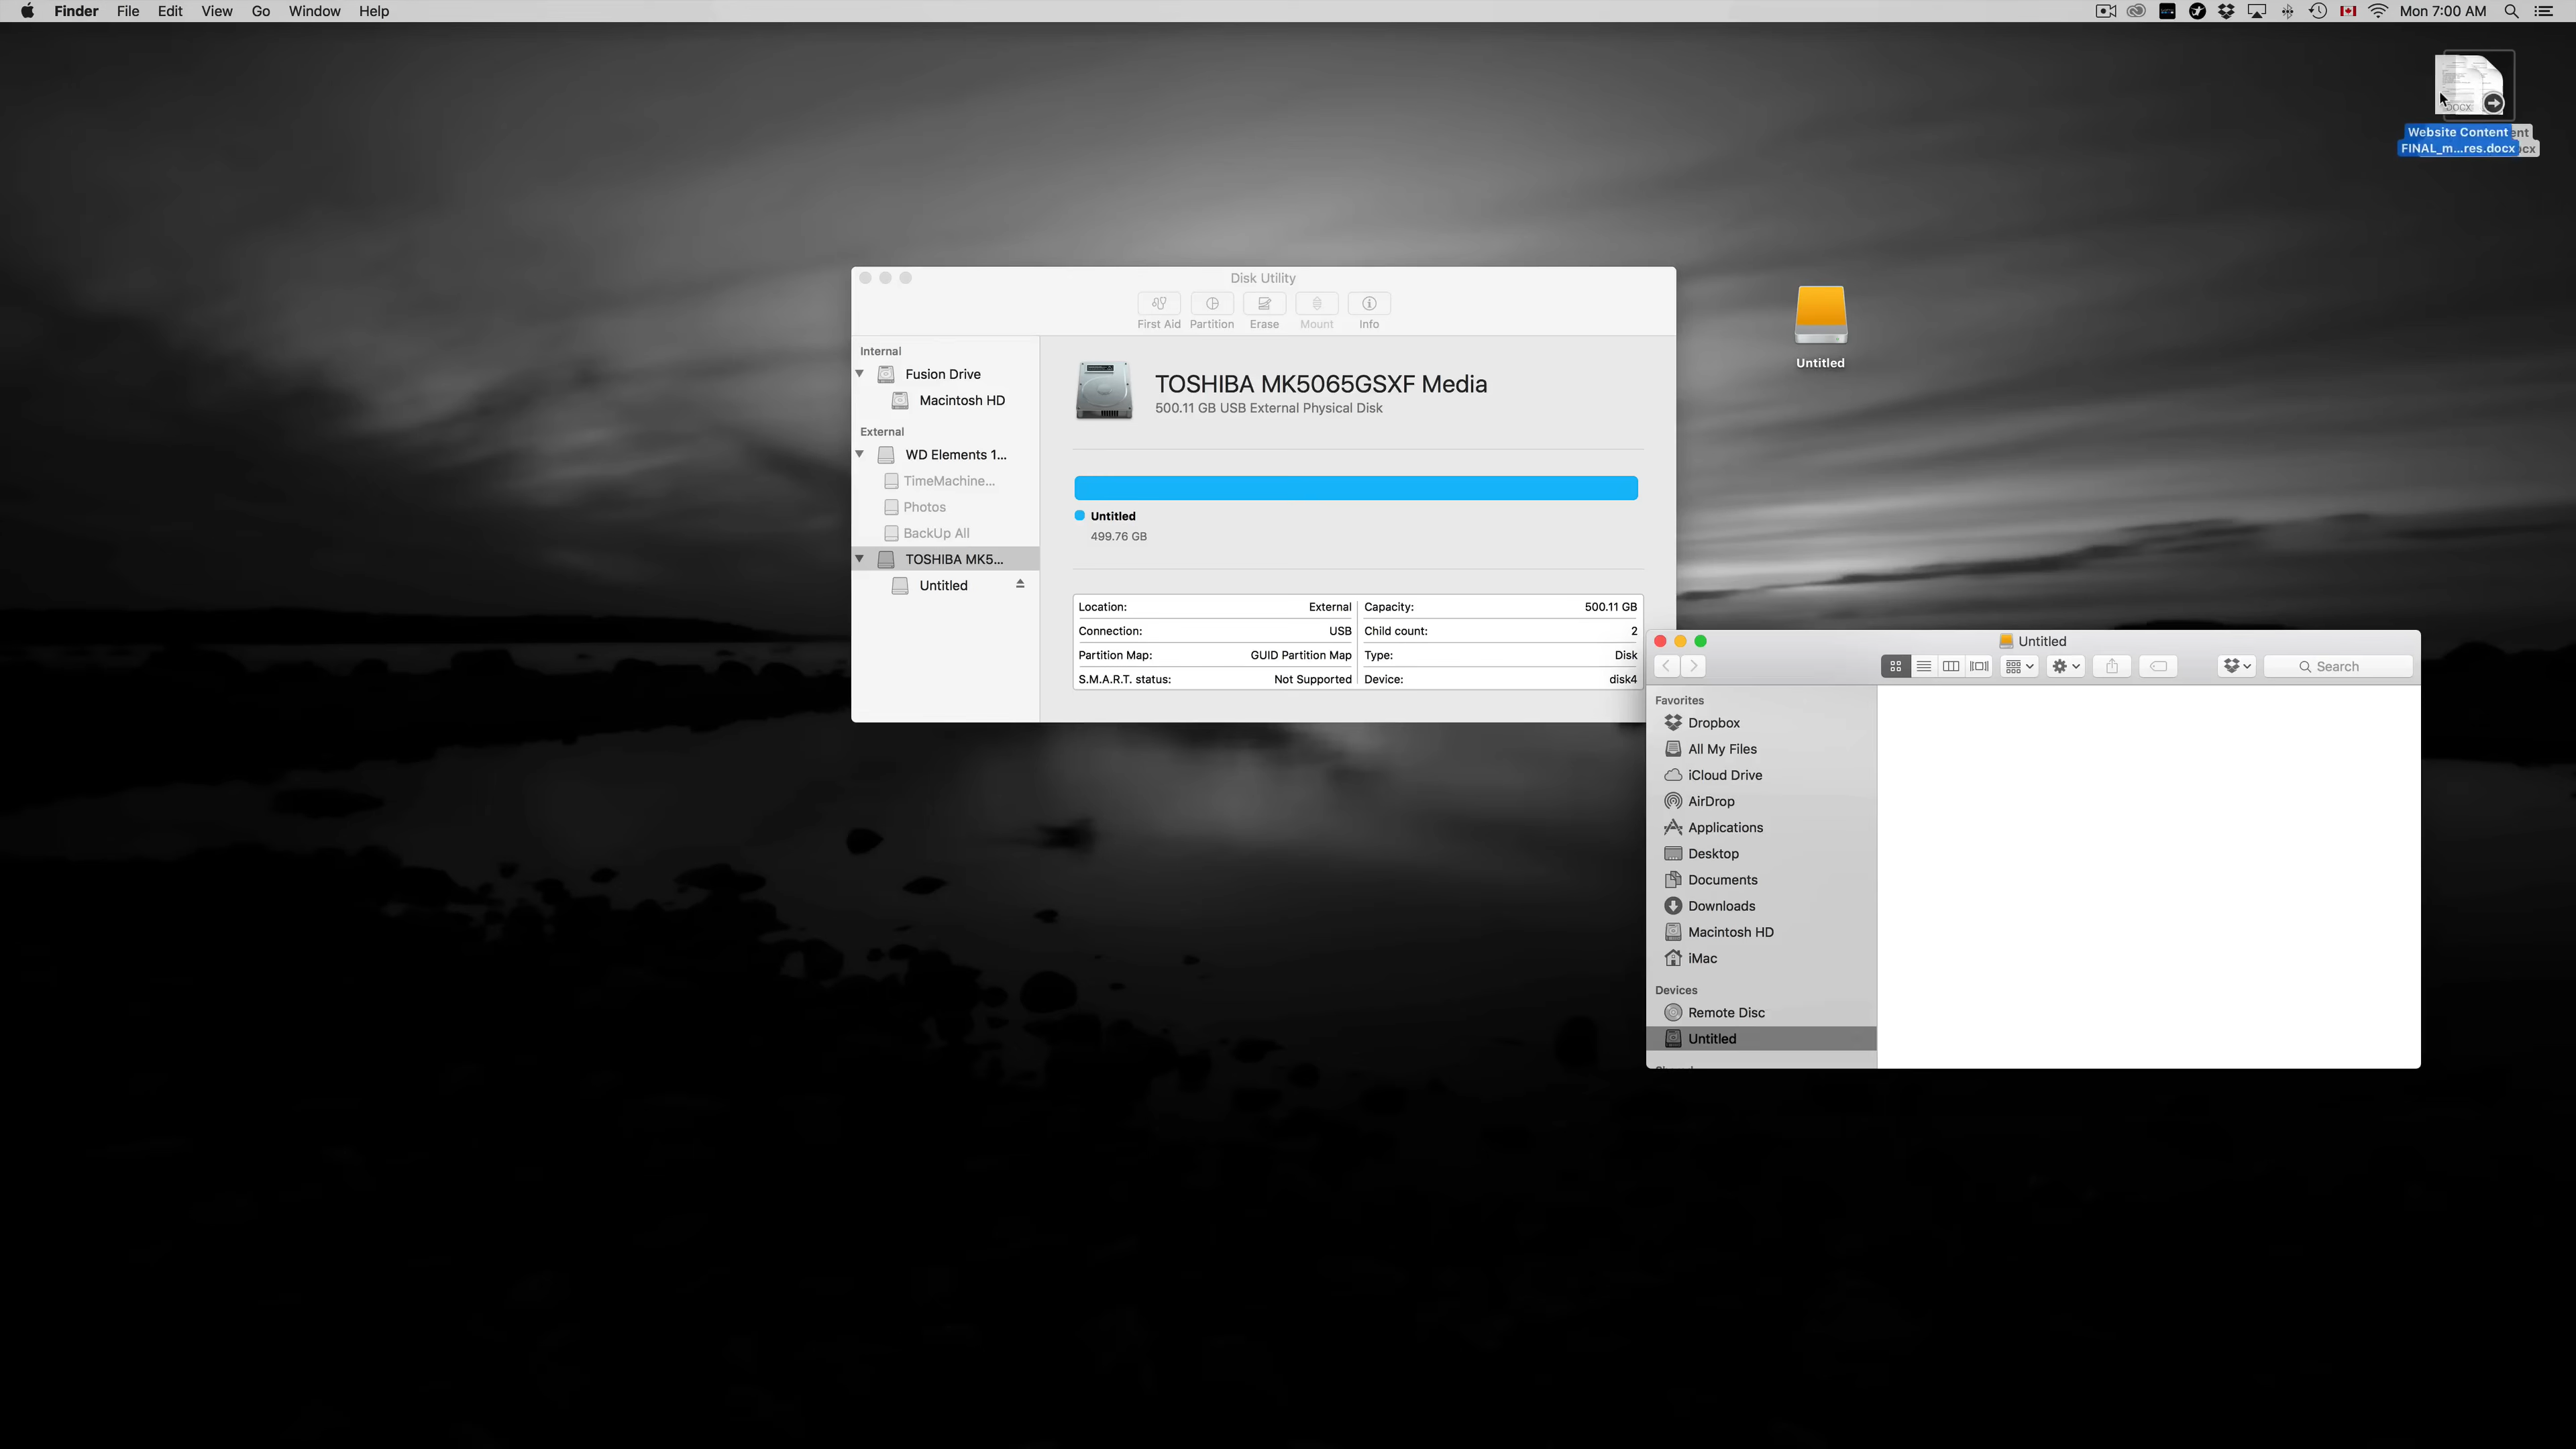 Finder File Edit View Go Window Help Mon 7:00 AM
DOCX
Website Content ent
FINAL_m...res.docx cx
Disk Utility
First Aid Partition Erase Mount Info
Internal
Fusion Drive
Macintosh HD
External
WD Elements 1...
TimeMachine...
Photos
BackUp All
TOSHIBA MK5...
Untitled
TOSHIBA MK5065GSXF Media
500.11 GB USB External Physical Disk
Untitled
499.76 GB
Location: External Capacity: 500.11 GB
Connection: USB Child count: 2
Partition Map: GUID Partition Map Type: Disk
S.M.A.R.T. status: Not Supported Device: disk4
Untitled
Untitled
Search
Favorites
Dropbox
All My Files
iCloud Drive
AirDrop
Applications
Desktop
Documents
Downloads
Macintosh HD
iMac
Devices
Remote Disc
Untitled